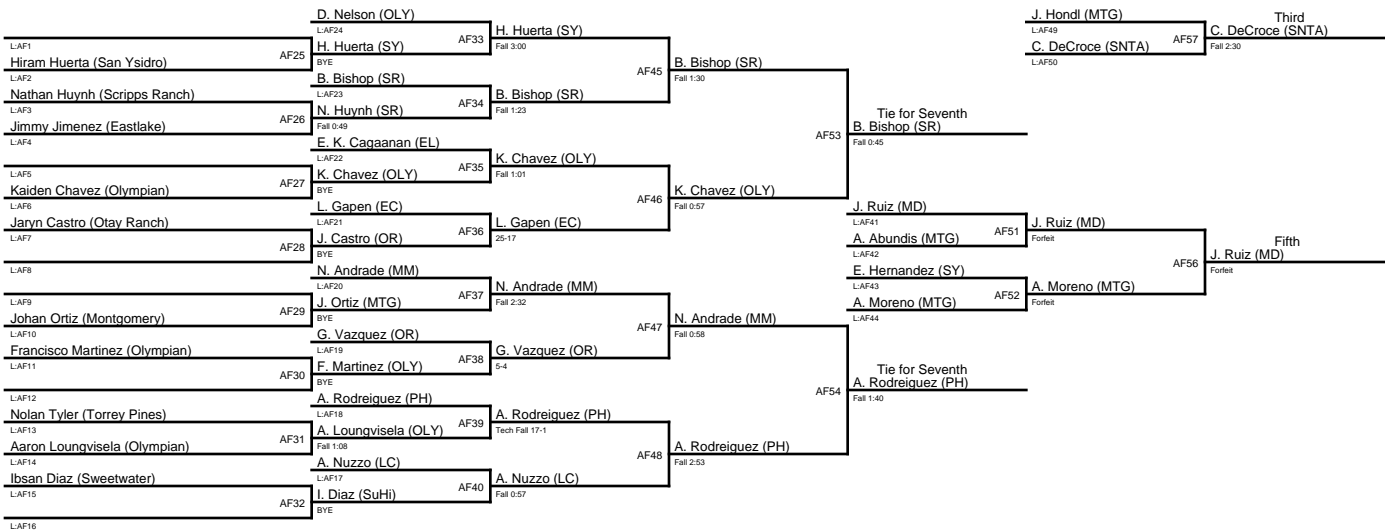 D. Nelson (OLY)
L:AF24
AF33
H. Huerta (SY)
Fall 3:00
L:AF1
AF25
H. Huerta (SY)
BYE
Hiram Huerta (San Ysidro)
L:AF2
AF45
B. Bishop (SR)
Fall 1:30
Nathan Huynh (Scripps Ranch)
L:AF3
B. Bishop (SR)
L:AF23
AF34
B. Bishop (SR)
Fall 1:23
AF26
N. Huynh (SR)
Fall 0:49
Jimmy Jimenez (Eastlake)
L:AF4
AF53
Tie for Seventh
B. Bishop (SR)
Fall 0:45
E. K. Cagaanan (EL)
L:AF22
AF35
K. Chavez (OLY)
Fall 1:01
L:AF5
AF27
K. Chavez (OLY)
BYE
Kaiden Chavez (Olympian)
L:AF6
AF46
K. Chavez (OLY)
Fall 0:57
Jaryn Castro (Otay Ranch)
L:AF7
L. Gapen (EC)
L:AF21
AF36
L. Gapen (EC)
25-17
AF28
J. Castro (OR)
BYE
L:AF8
N. Andrade (MM)
L:AF20
AF37
N. Andrade (MM)
Fall 2:32
L:AF9
AF29
J. Ortiz (MTG)
BYE
Johan Ortiz (Montgomery)
L:AF10
AF47
N. Andrade (MM)
Fall 0:58
Francisco Martinez (Olympian)
L:AF11
G. Vazquez (OR)
L:AF19
AF38
G. Vazquez (OR)
5-4
AF30
F. Martinez (OLY)
BYE
L:AF12
AF54
Tie for Seventh
A. Rodreiguez (PH)
Fall 1:40
Nolan Tyler (Torrey Pines)
L:AF13
A. Rodreiguez (PH)
L:AF18
AF39
A. Rodreiguez (PH)
Tech Fall 17-1
AF31
A. Loungvisela (OLY)
Fall 1:08
Aaron Loungvisela (Olympian)
L:AF14
AF48
A. Rodreiguez (PH)
Fall 2:53
Ibsan Diaz (Sweetwater)
L:AF15
A. Nuzzo (LC)
L:AF17
AF40
A. Nuzzo (LC)
Fall 0:57
AF32
I. Diaz (SuHi)
BYE
L:AF16
J. Hondl (MTG)
L:AF49
AF57
Third
C. DeCroce (SNTA)
Fall 2:30
C. DeCroce (SNTA)
L:AF50
J. Ruiz (MD)
L:AF41
AF51
J. Ruiz (MD)
Forfeit
A. Abundis (MTG)
L:AF42
AF56
Fifth
J. Ruiz (MD)
Forfeit
E. Hernandez (SY)
L:AF43
AF52
A. Moreno (MTG)
Forfeit
A. Moreno (MTG)
L:AF44